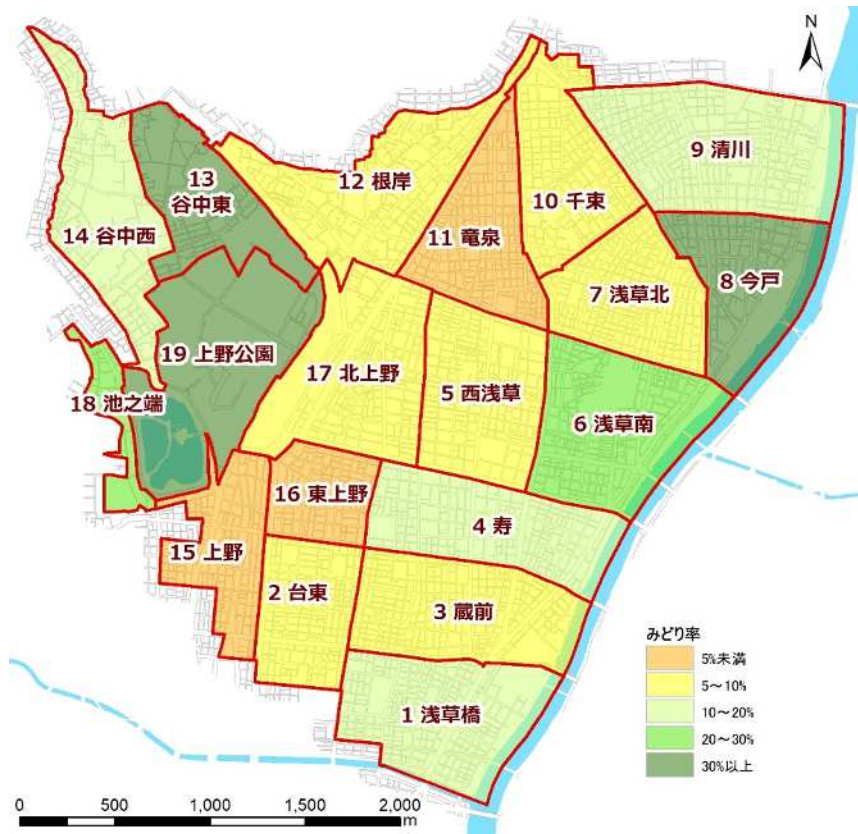 N
9 清川
13
谷中東
12 根岸
10 千束
14 谷中西
11 竜泉
8 今戸
7 浅草北
19 上野公園
17 北上野
5 西浅草
18 池之端
6 浅草南
16 東上野
4 寿
15 上野
2 台東
3 蔵前
1 浅草橋
みどり率
5%未満
5～10%
10～20%
20～30%
30%以上
0 500 1,000 1,500 2,000
m